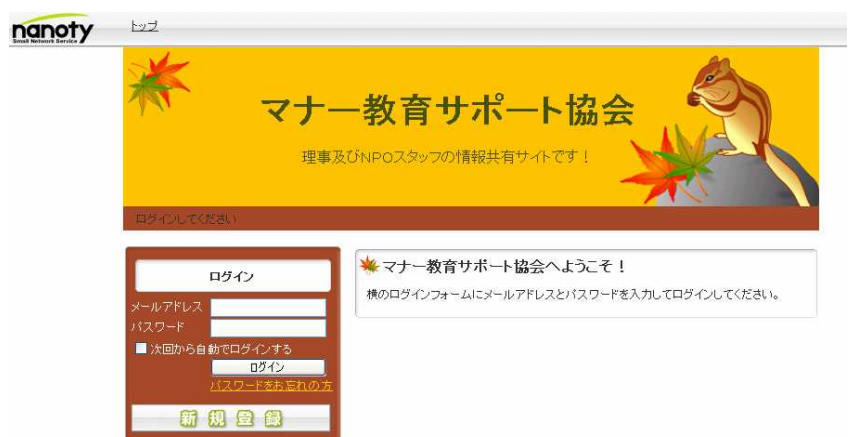 nanoty
Small Network Service
トップ
マナー教育サポート協会
理事及びNPOスタッフの情報共有サイトです！
ログインしてください
ログイン
メールアドレス
パスワード
次回から自動でログインする
ログイン
パスワードをお忘れの方
新規登録
マナー教育サポート協会へようこそ！
横のログインフォームにメールアドレスとパスワードを入力してログインしてください。